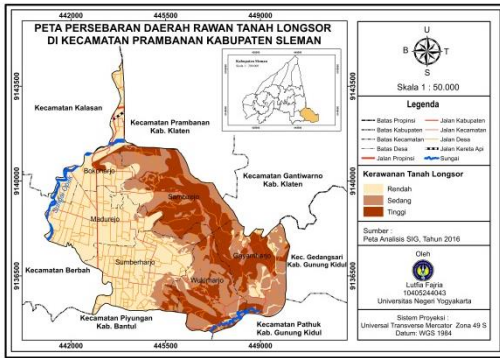 PETA PERSEBARAN DAERAH RAWAN TANAH LONGSOR
DI KECAMATAN PRAMBANAN KABUPATEN SLEMAN
442000
445500
449000
9143500
9140000
9136500
Kabupaten Sleman
Kecamatan Kalasan
Kecamatan Prambanan
Kab. Klaten
Kecamatan Gantiwarno
Kab. Klaten
Bokoharjo
Sambirejo
Madurejo
Gayamharjo
Sumberharjo
Wukirharjo
Kec. Gedangsari
Kab. Gunung Kidul
Kecamatan Berbah
Kecamatan Piyungan
Kab. Bantul
Kecamatan Pathuk
Kab. Gunung Kidul
9143500
9140000
9136500
442000
445500
449000
U
B
T
S
Skala 1 : 50.000
Legenda
Batas Propinsi
Batas Kabupaten
Batas Kecamatan
Batas Desa
Jalan Propinsi
Jalan Kabupaten
Jalan Kecamatan
Jalan Desa
Jalan Kereta Api
Sungai
Kerawanan Tanah Longsor
Rendah
Sedang
Tinggi
Sumber :
Peta Analisis SIG, Tahun 2016
Oleh
Lutfia Fajria
10405244043
Universitas Negeri Yogyakarta
Sistem Proyeksi :
Universal Transverse Mercator Zona 49 S
Datum: WGS 1984